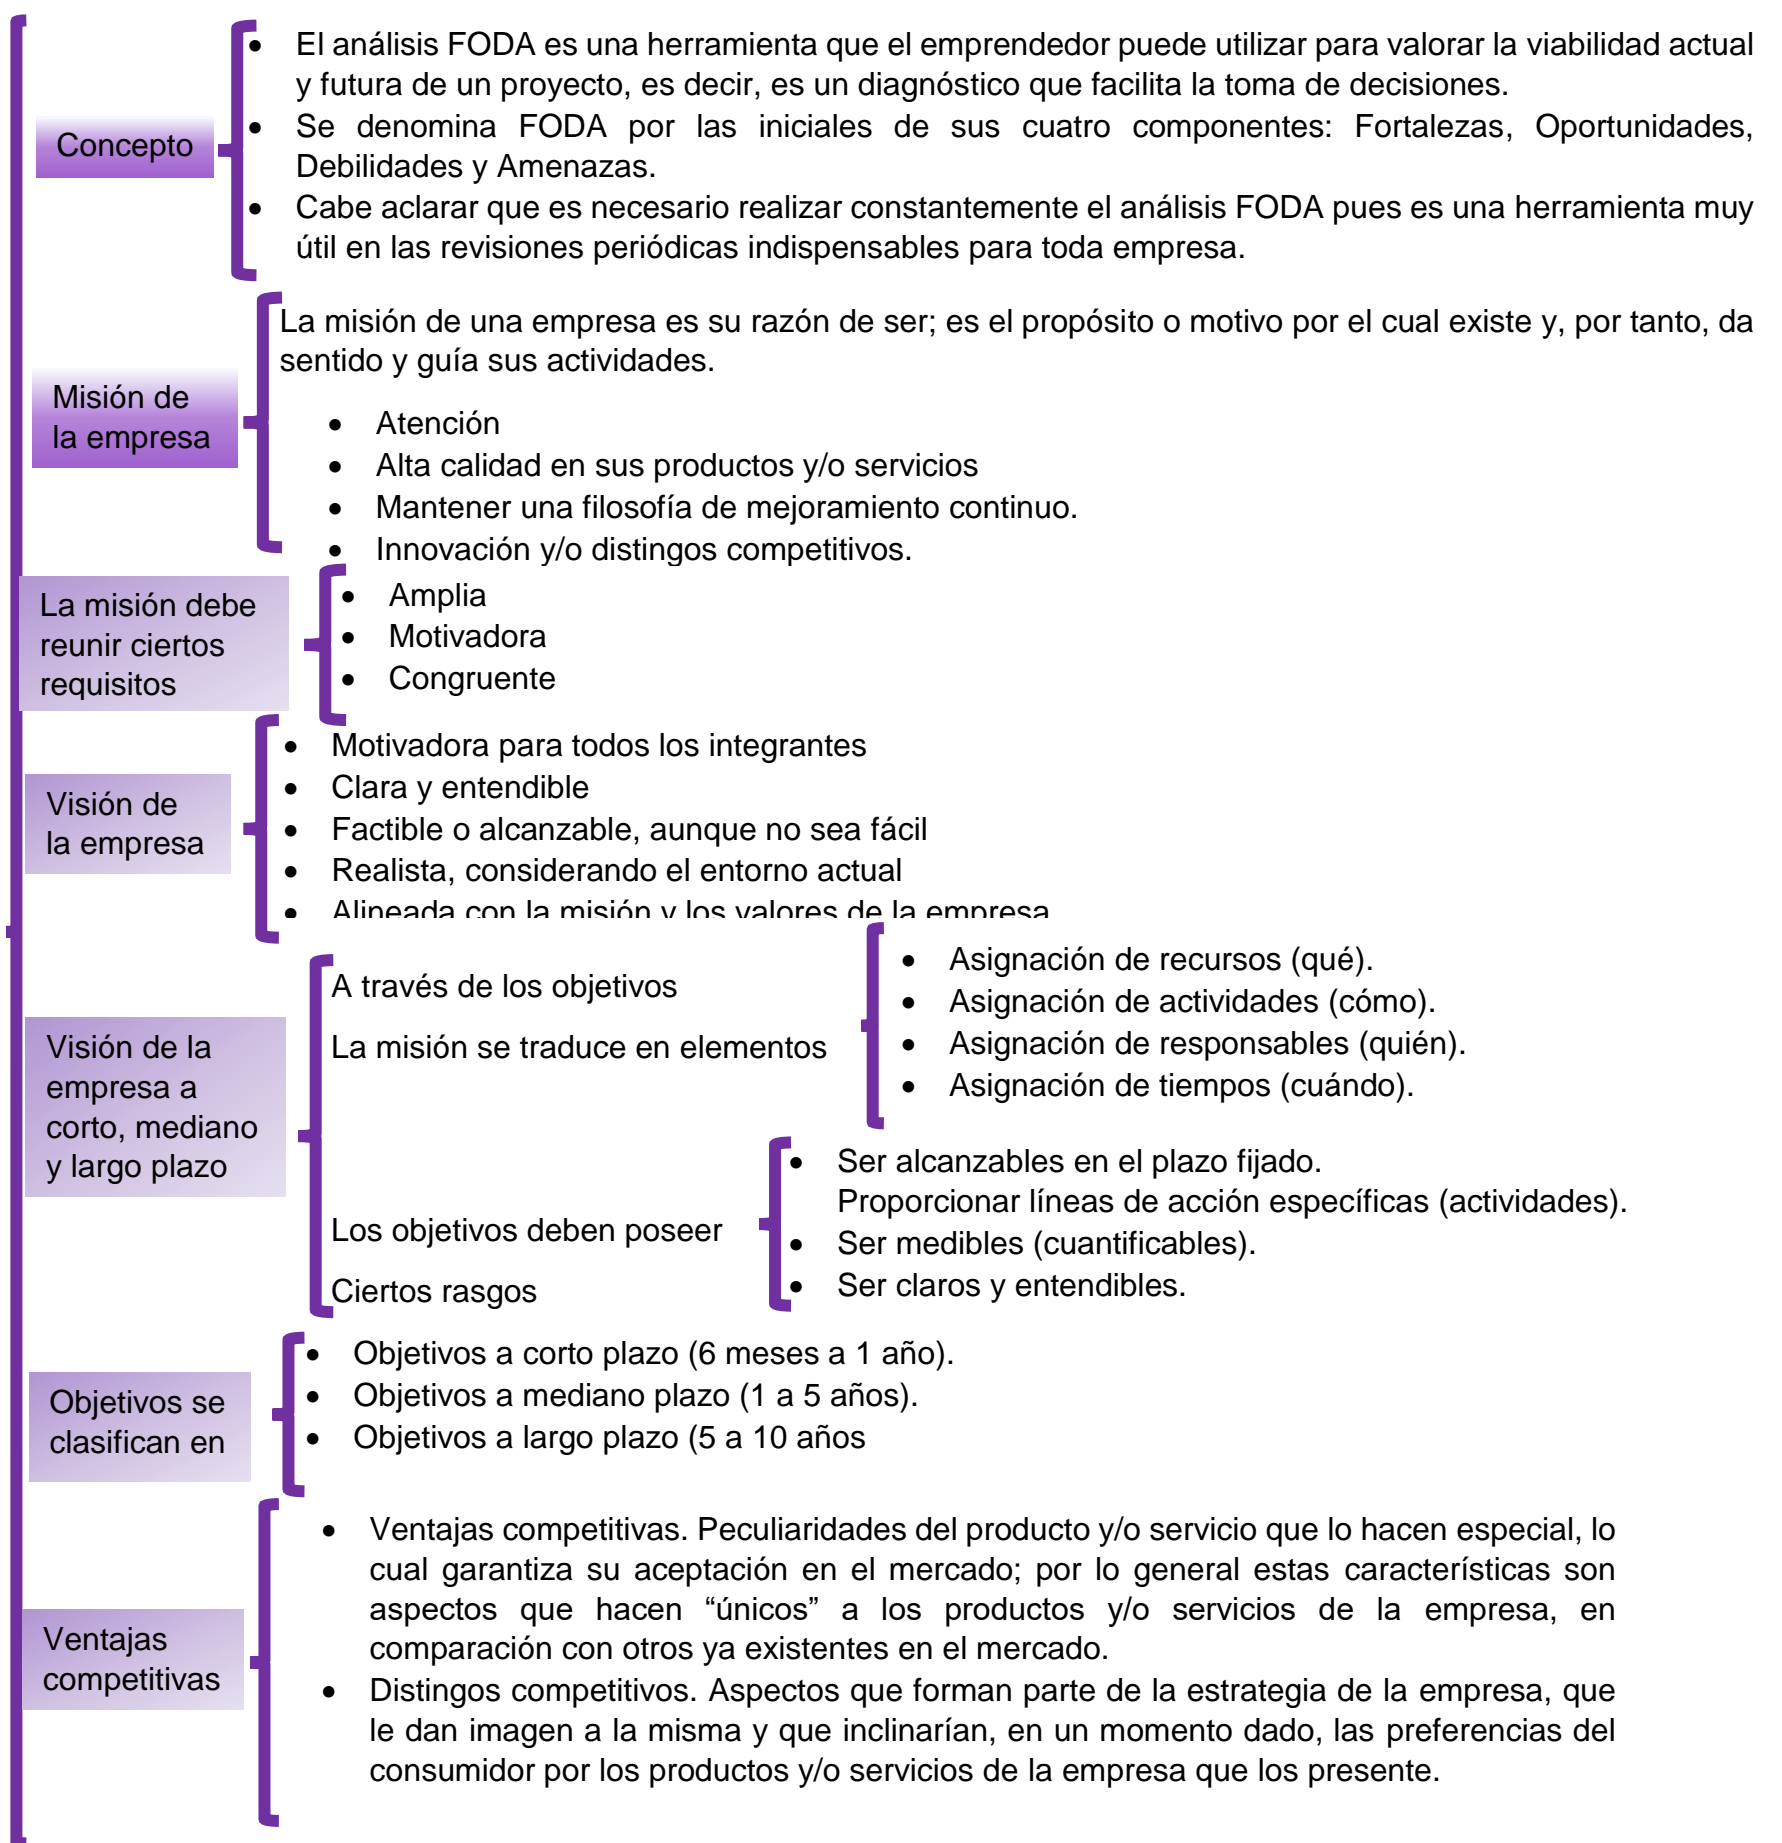 Concepto
• El análisis FODA es una herramienta que el emprendedor puede utilizar para valorar la viabilidad actual
y futura de un proyecto, es decir, es un diagnóstico que facilita la toma de decisiones.
• Se denomina FODA por las iniciales de sus cuatro componentes: Fortalezas, Oportunidades,
Debilidades y Amenazas.
• Cabe aclarar que es necesario realizar constantemente el análisis FODA pues es una herramienta muy
útil en las revisiones periódicas indispensables para toda empresa.
Misión de
la empresa
La misión de una empresa es su razón de ser; es el propósito o motivo por el cual existe y, por tanto, da
sentido y guía sus actividades.
• Atención
• Alta calidad en sus productos y/o servicios
• Mantener una filosofía de mejoramiento continuo.
• Innovación y/o distingos competitivos.
La misión debe
reunir ciertos
requisitos
• Amplia
• Motivadora
• Congruente
Visión de
la empresa
• Motivadora para todos los integrantes
• Clara y entendible
• Factible o alcanzable, aunque no sea fácil
• Realista, considerando el entorno actual
• Alineada con la misión y los valores de la empresa
Visión de la
empresa a
corto, mediano
y largo plazo
A través de los objetivos
La misión se traduce en elementos
• Asignación de recursos (qué).
• Asignación de actividades (cómo).
• Asignación de responsables (quién).
• Asignación de tiempos (cuándo).
Los objetivos deben poseer
Ciertos rasgos
• Ser alcanzables en el plazo fijado.
Proporcionar líneas de acción específicas (actividades).
• Ser medibles (cuantificables).
• Ser claros y entendibles.
Objetivos se
clasifican en
• Objetivos a corto plazo (6 meses a 1 año).
• Objetivos a mediano plazo (1 a 5 años).
• Objetivos a largo plazo (5 a 10 años
Ventajas
competitivas
• Ventajas competitivas. Peculiaridades del producto y/o servicio que lo hacen especial, lo
cual garantiza su aceptación en el mercado; por lo general estas características son
aspectos que hacen “únicos” a los productos y/o servicios de la empresa, en
comparación con otros ya existentes en el mercado.
• Distingos competitivos. Aspectos que forman parte de la estrategia de la empresa, que
le dan imagen a la misma y que inclinarían, en un momento dado, las preferencias del
consumidor por los productos y/o servicios de la empresa que los presente.